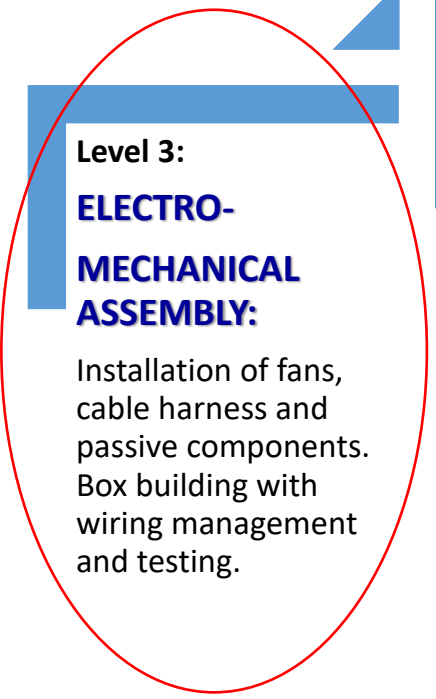 Level 3:
ELECTRO-
MECHANICAL
ASSEMBLY:
Installation of fans,
cable harness and
passive components.
Box building with
wiring management
and testing.